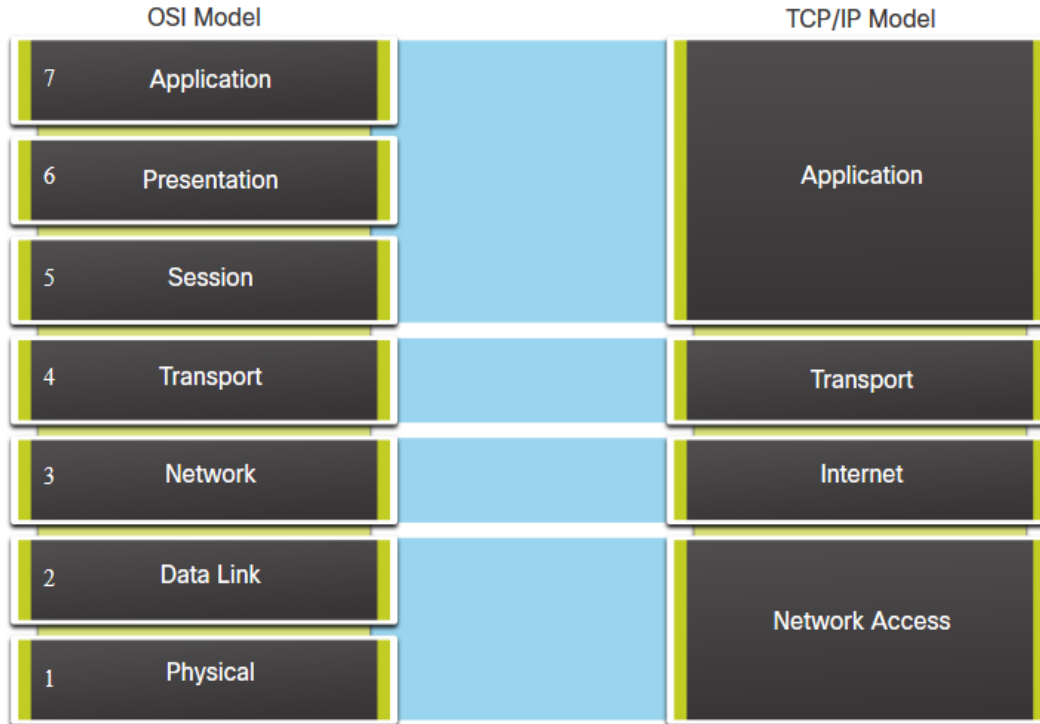 OSI Model
TCP/IP Model
7 Application
6 Presentation
5 Session
Application
4 Transport
Transport
3 Network
Internet
2 Data Link
1 Physical
Network Access